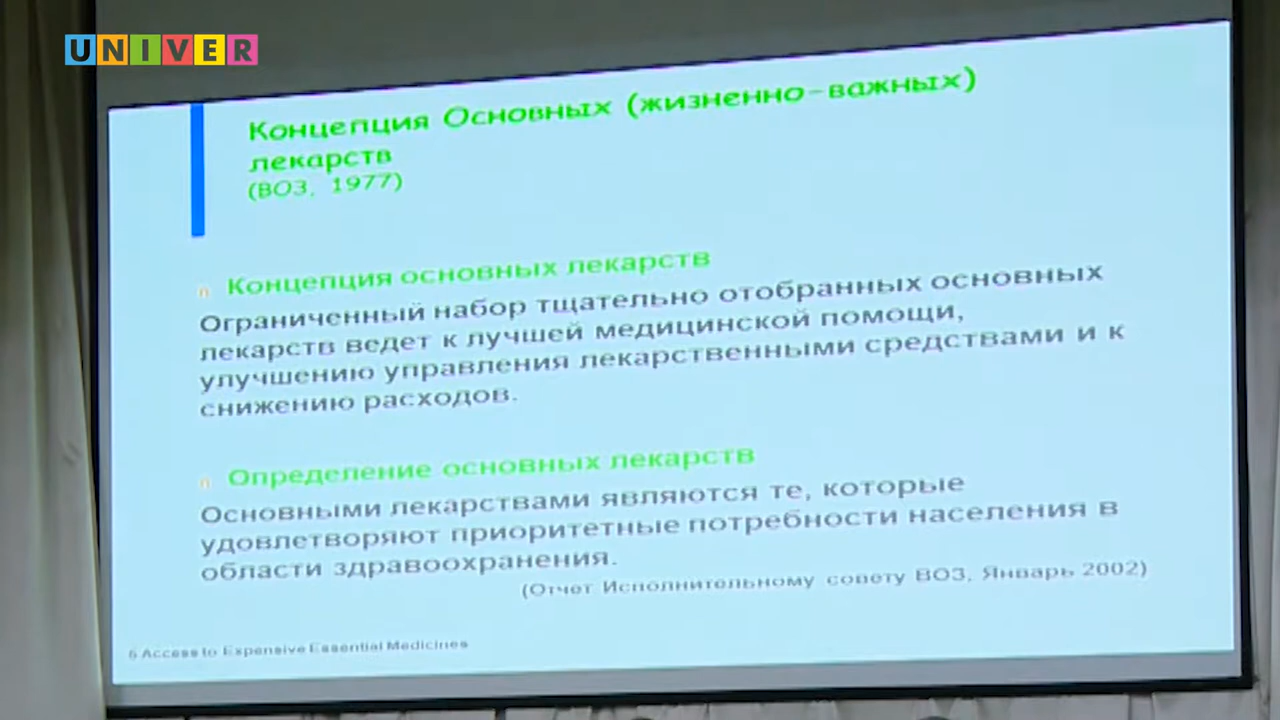 UNIVER
Концепция Основных (жизненно-важных)
лекарств
(ВОЗ, 1977)
Концепция основных лекарств
Ограниченный набор тщательно отобранных основных
лекарств ведет к лучшей медицинской помощи,
улучшению управления лекарственными средствами и к
снижению расходов.
Определение основных лекарств
Основными лекарствами являются те, которые
удовлетворяют приоритетные потребности населения в
области здравоохранения.
(Отчет Исполнительному совету ВОЗ, Январь 2002)
5 Access to Expensive Essential Medicines